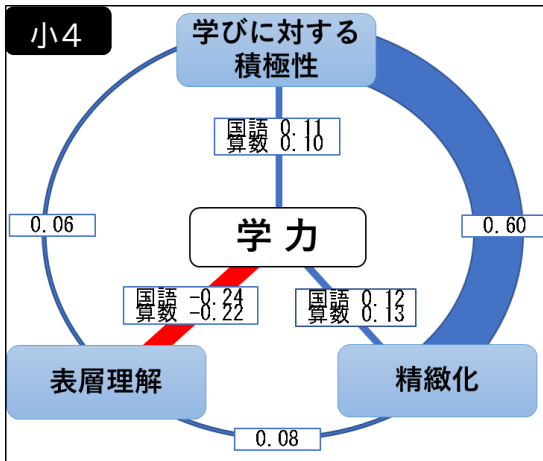 小4
学びに対する
積極性
国語 0.11
算数 0.10
0.06
学力
0.60
国語 -0.24
算数 -0.22
国語 0.12
算数 0.13
表層理解
精緻化
0.08